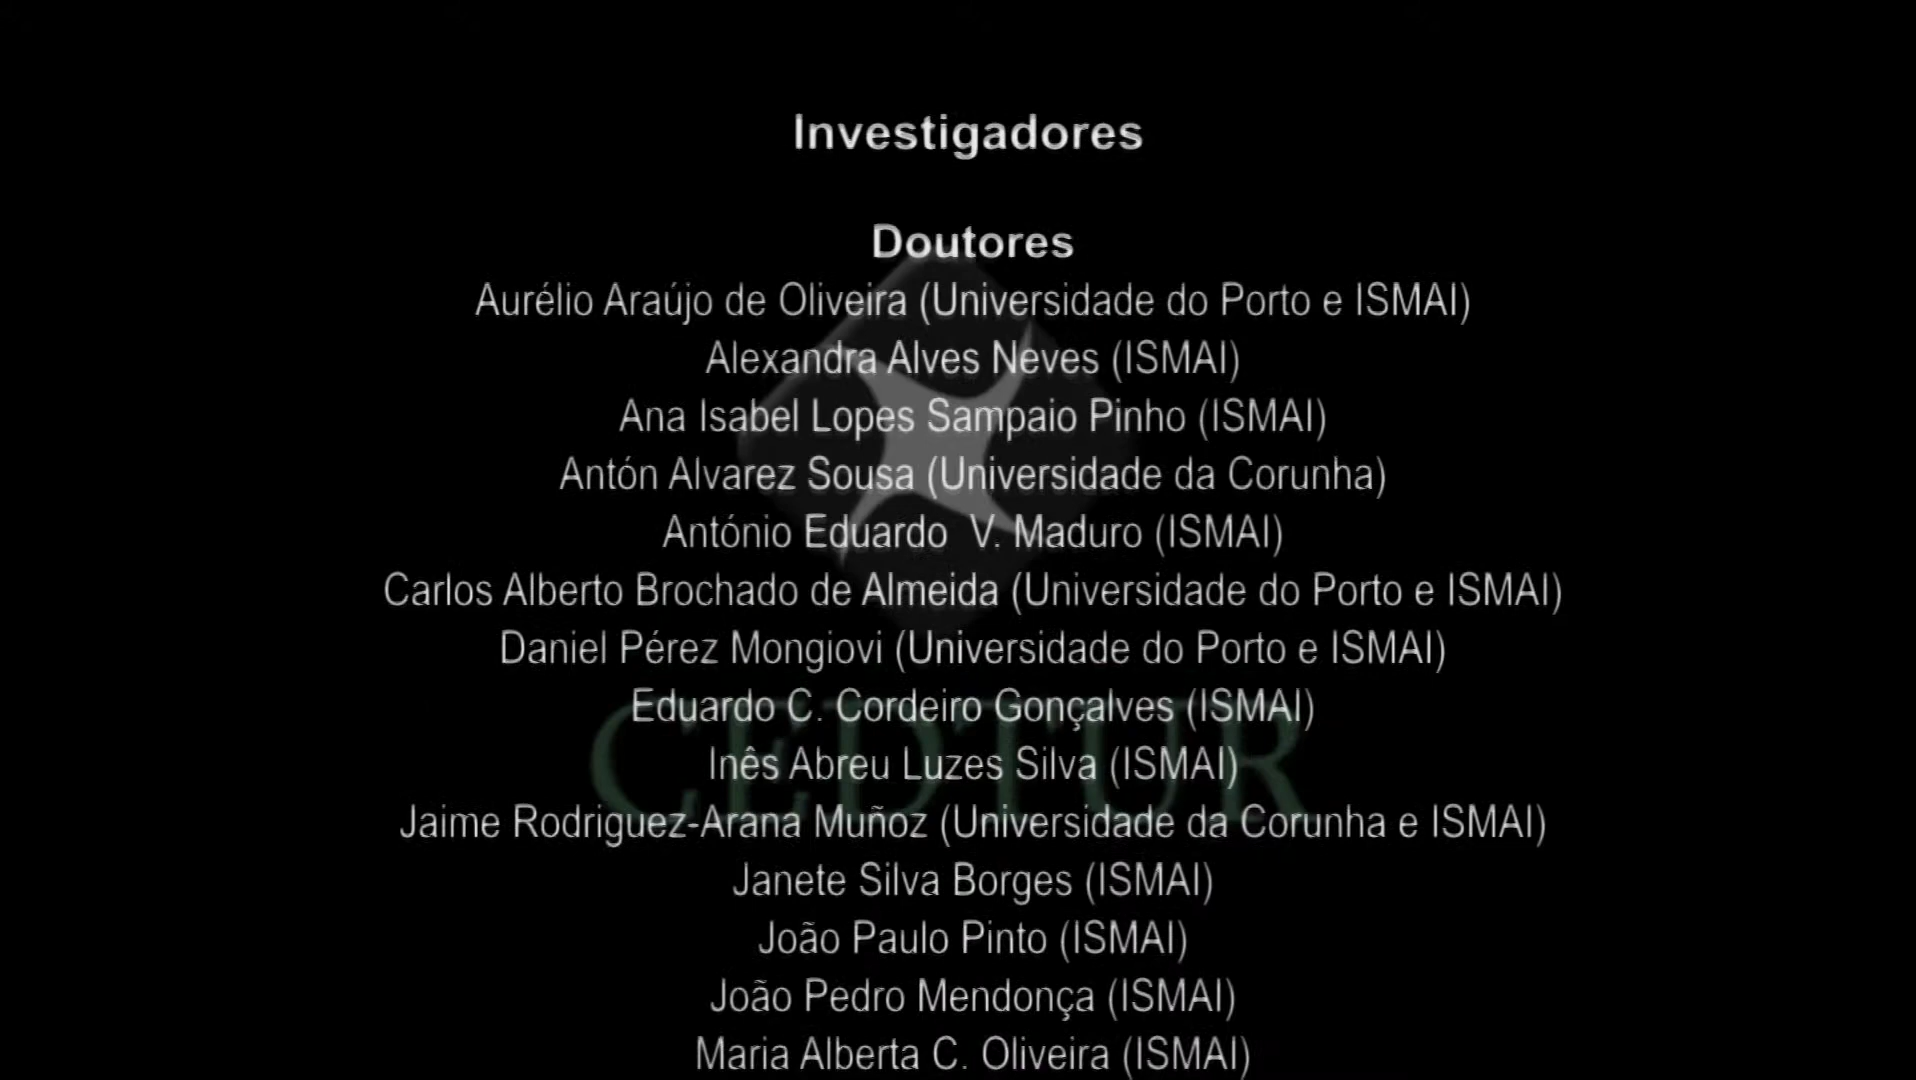 Investigadores
Doutores
Aurélio Araújo de Oliveira (Universidade do Porto e ISMAI)
Alexandra Alves Neves (ISMAI)
Ana Isabel Lopes Sampaio Pinho (ISMAI)
Antón Alvarez Sousa (Universidade da Corunha)
António Eduardo  V. Maduro (ISMAI)
Carlos Alberto Brochado de Almeida (Universidade do Porto e ISMAI)
Daniel Pérez Mongiovi (Universidade do Porto e ISMAI)
Eduardo C. Cordeiro Gonçalves (ISMAI)
CEDTUR
Inês Abreu Luzes Silva (ISMAI)
Jaime Rodriguez-Arana Muñoz (Universidade da Corunha e ISMAI)
Janete Silva Borges (ISMAI)
João Paulo Pinto (ISMAI)
João Pedro Mendonça (ISMAI)
Maria Alberta C. Oliveira (ISMAI)